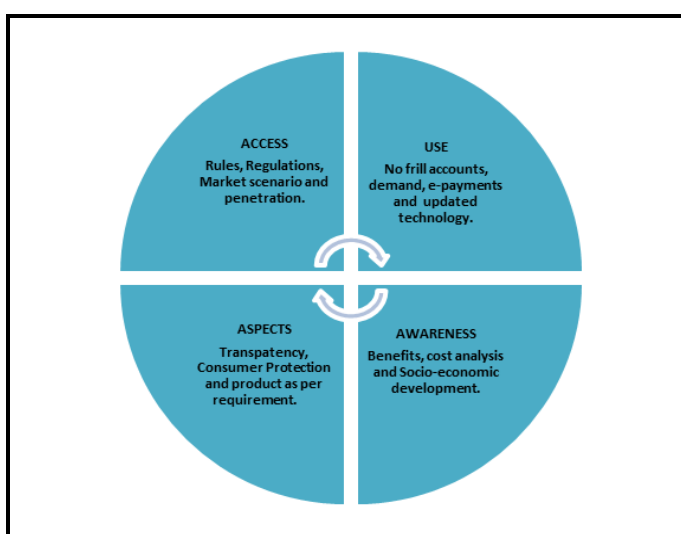 ACCESS
Rules, Regulations,
Market scenario and
penetration.
USE
No frill accounts,
demand, e-payments
and updated
technology.
ASPECTS
Transpatency,
Consumer Protection
and product as per
requirement.
AWARENESS
Benefits, cost analysis
and Socio-economic
development.